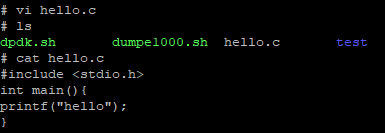 # vi hello.c
# ls
dpdk.sh dumpe1000.sh hello.c test
# cat hello.c
#include <stdio.h>
int main(){
printf("hello");
}